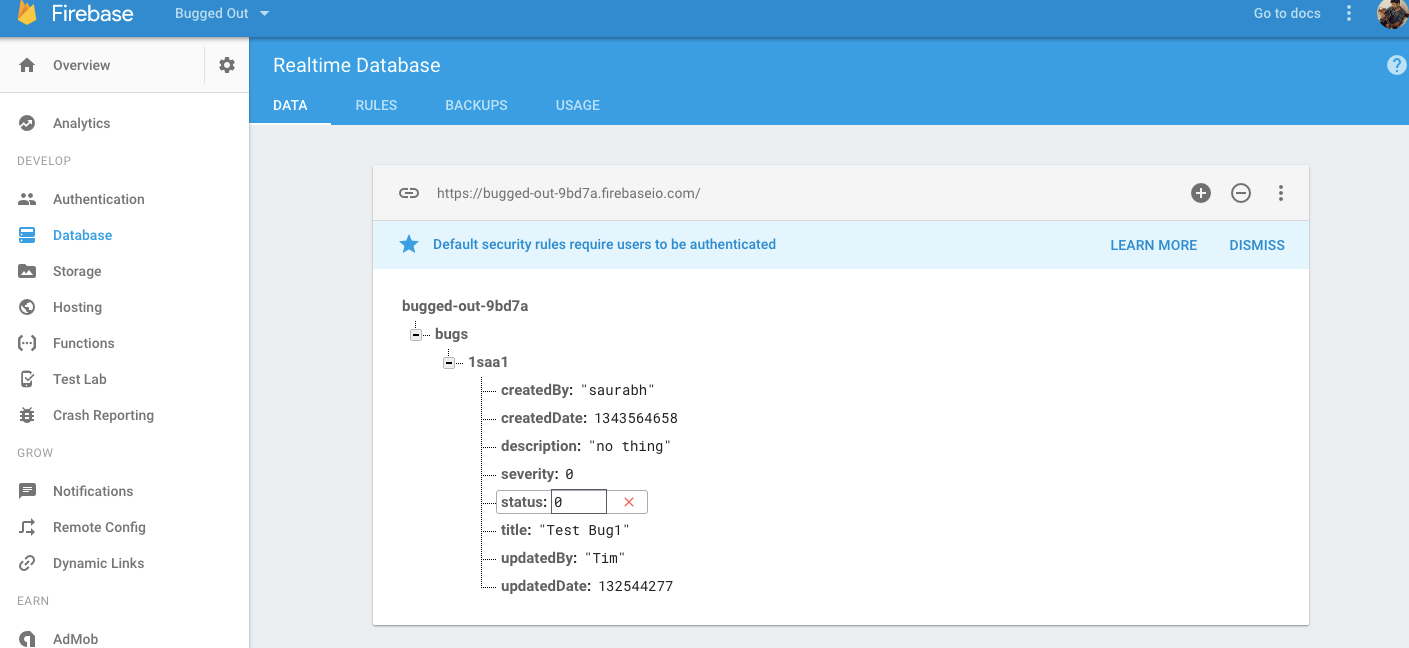 Firebase
Bugged Out
Go to docs
Overview
Realtime Database
DATA
RULES
BACKUPS
USAGE
Analytics
DEVELOP
Authentication
Database
Storage
Hosting
Functions
Test Lab
Crash Reporting
GROW
Notifications
Remote Config
Dynamic Links
EARN
AdMob
https://bugged-out-9bd7a.firebaseio.com/
Default security rules require users to be authenticated
LEARN MORE
DISMISS
bugged-out-9bd7a
bugs
1saa1
createdBy: "saurabh"
createdDate: 1343564658
description: "no thing"
severity: 0
status: 0
title: "Test Bug1"
updatedBy: "Tim"
updatedDate: 132544277